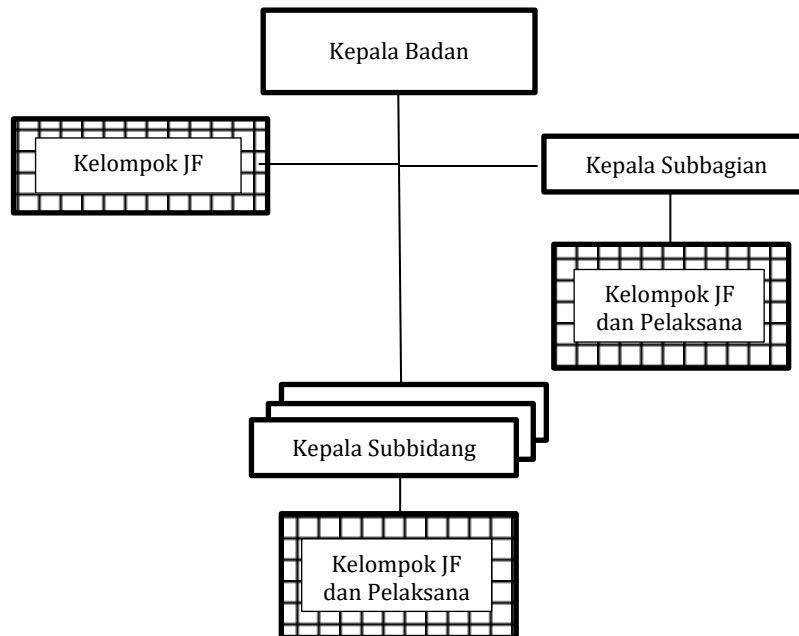 Kepala Badan
Kelompok JF
Kepala Subbagian
Kelompok JF
dan Pelaksana
Kepala Subbidang
Kelompok JF
dan Pelaksana